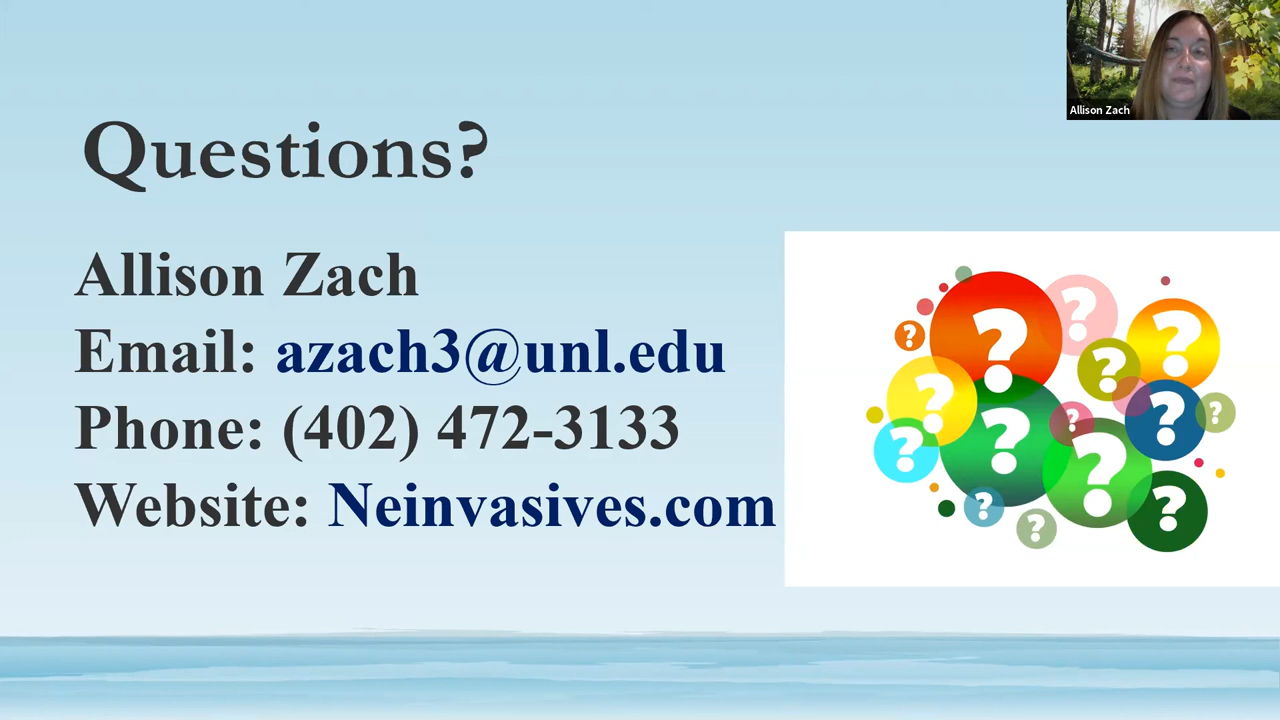 Allison Zach
Questions?
Allison Zach
Email: azach3@unl.edu
Phone: (402) 472-3133
Website: Neinvasives.com
? ? ? ? ? ? ? ? ? ? ? ? ? ?